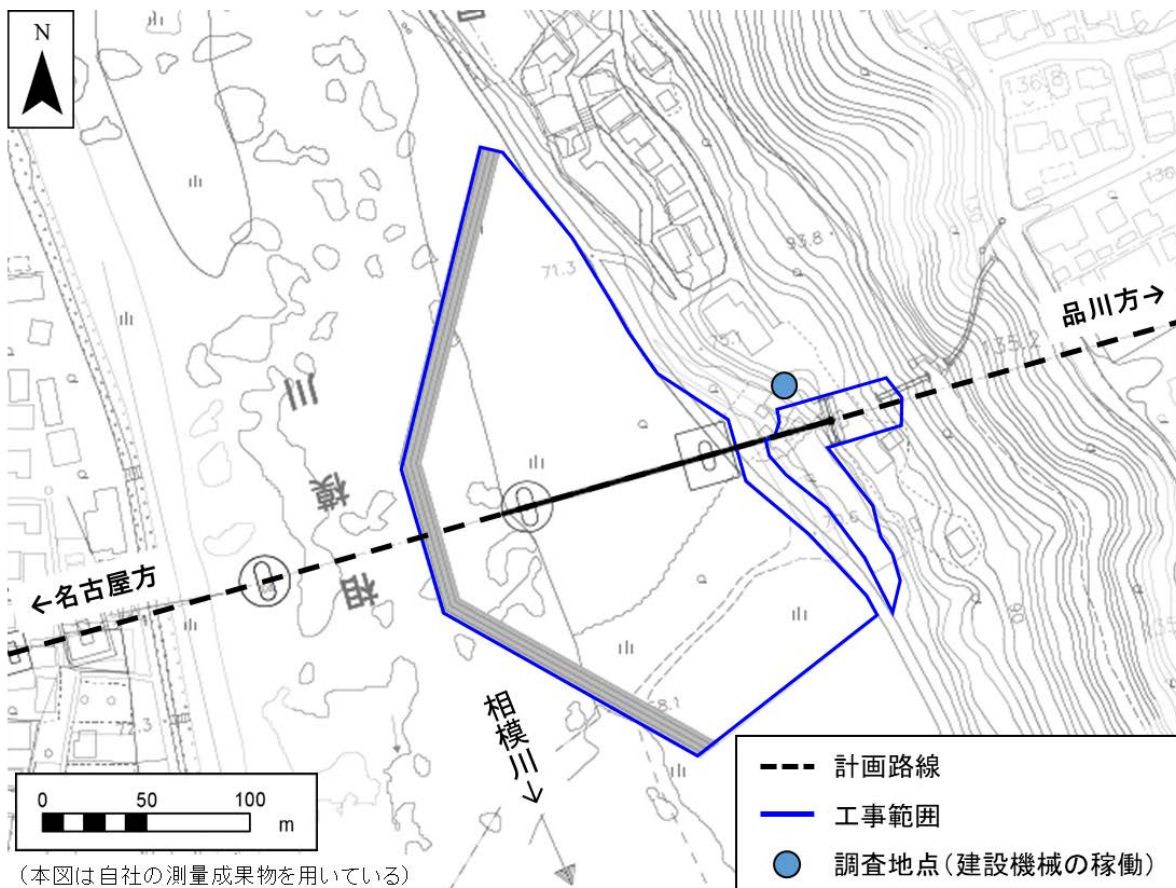 N
136.8
136
93.8
71.3
品川方→
135.2
川
模
相
←名古屋方
相模川↓
0 50 100
m
(本図は自社の測量成果物を用いている)
計画路線
工事範囲
調査地点(建設機械の稼働)